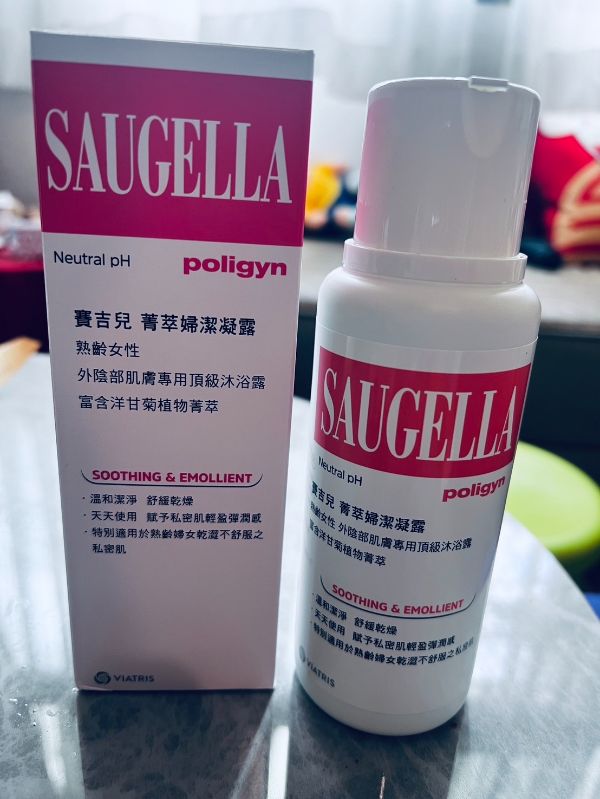 SAUGELLA
Neutral pH
poligyn
賽吉兒 菁萃婦潔凝露
熟齡女性
外陰部肌膚專用頂級沐浴露
富含洋甘菊植物菁萃
SOOTHING & EMOLLIENT
· 溫和潔淨 舒緩乾燥
· 天天使用 賦予私密肌輕盈彈潤感
· 特別適用於熟齡婦女乾澀不舒服之
私密肌
VIATRIS
SAUGELLA
Neutral pH
poligyn
賽吉兒 菁萃婦潔凝露
熟齡女性 外陰部肌膚專用頂級沐浴露
富含洋甘菊植物菁萃
SOOTHING & EMOLLIENT
· 溫和潔淨 舒緩乾燥
· 天天使用 賦予私密肌輕盈彈潤感
· 特別適用於熟齡婦女乾澀不舒服之私密肌
VIATRIS